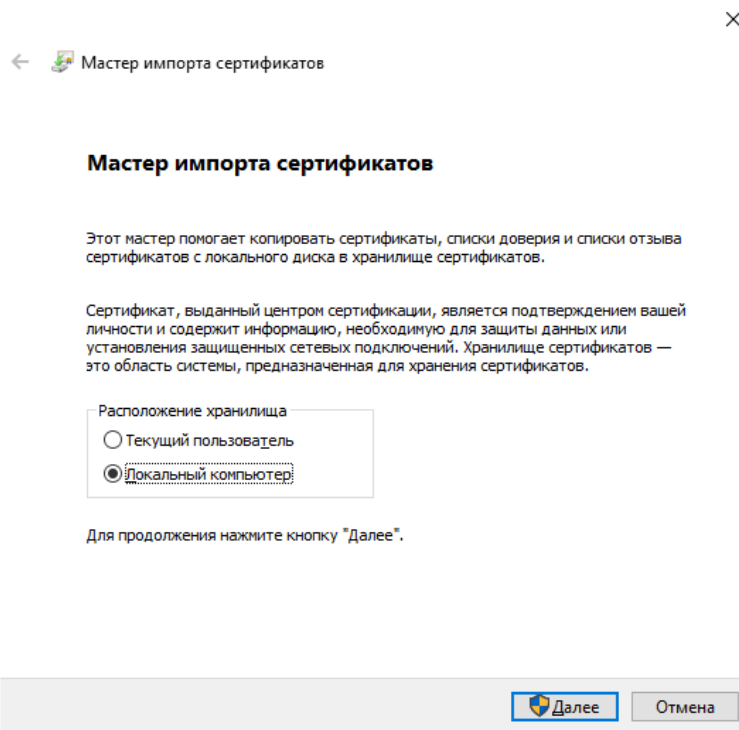 Мастер импорта сертификатов
Мастер импорта сертификатов
Этот мастер помогает копировать сертификаты, списки доверия и списки отзыва
сертификатов с локального диска в хранилище сертификатов.
Сертификат, выданный центром сертификации, является подтверждением вашей
личности и содержит информацию, необходимую для защиты данных или
установления защищенных сетевых подключений. Хранилище сертификатов —
это область системы, предназначенная для хранения сертификатов.
Расположение хранилища
Текущий пользователь
Локальный компьютер
Для продолжения нажмите кнопку "Далее".
Далее
Отмена